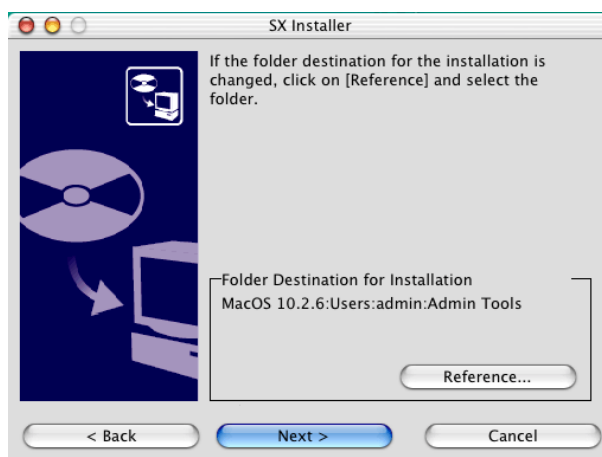 SX Installer
If the folder destination for the installation is
changed, click on [Reference] and select the
folder.
Folder Destination for Installation
MacOS 10.2.6:Users:admin:Admin Tools
Reference...
< Back
Next >
Cancel